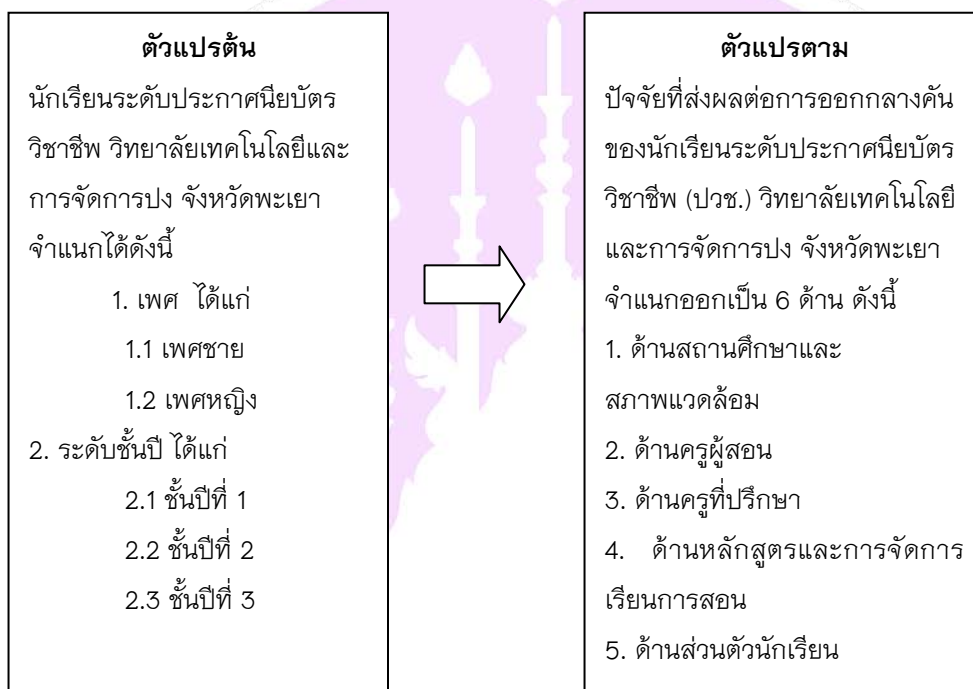 ตัวแปรต้น
นักเรียนระดับประกาศนียบัตร
วิชาชีพ วิทยาลัยเทคโนโลยีและ
การจัดการปง จังหวัดพะเยา
จำแนกได้ดังนี้
1. เพศ ได้แก่
1.1 เพศชาย
1.2 เพศหญิง
2. ระดับชั้นปี ได้แก่
2.1 ชั้นปีที่ 1
2.2 ชั้นปีที่ 2
2.3 ชั้นปีที่ 3
ตัวแปรตาม
ปัจจัยที่ส่งผลต่อการออกกลางคัน
ของนักเรียนระดับประกาศนียบัตร
วิชาชีพ (ปวช.) วิทยาลัยเทคโนโลยี
และการจัดการปง จังหวัดพะเยา
จำแนกออกเป็น 6 ด้าน ดังนี้
1. ด้านสถานศึกษาและ
สภาพแวดล้อม
2. ด้านครูผู้สอน
3. ด้านครูที่ปรึกษา
4. ด้านหลักสูตรและการจัดการ
เรียนการสอน
5. ด้านส่วนตัวนักเรียน